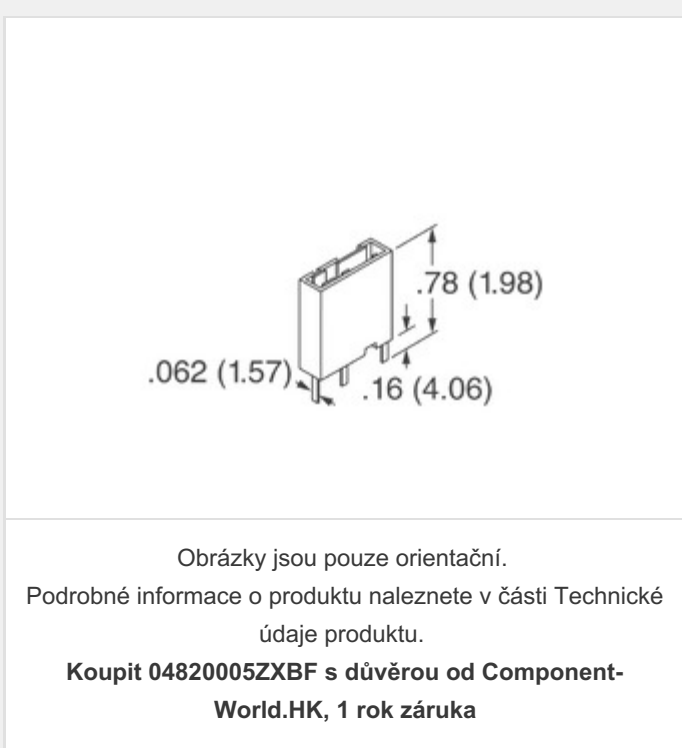 .78 (1.98)
.062 (1.57)
.16 (4.06)
Obrázky jsou pouze orientační.
Podrobné informace o produktu naleznete v části Technické
údaje produktu.
Koupit 04820005ZXBF s důvěrou od Component-
World.HK, 1 rok záruka